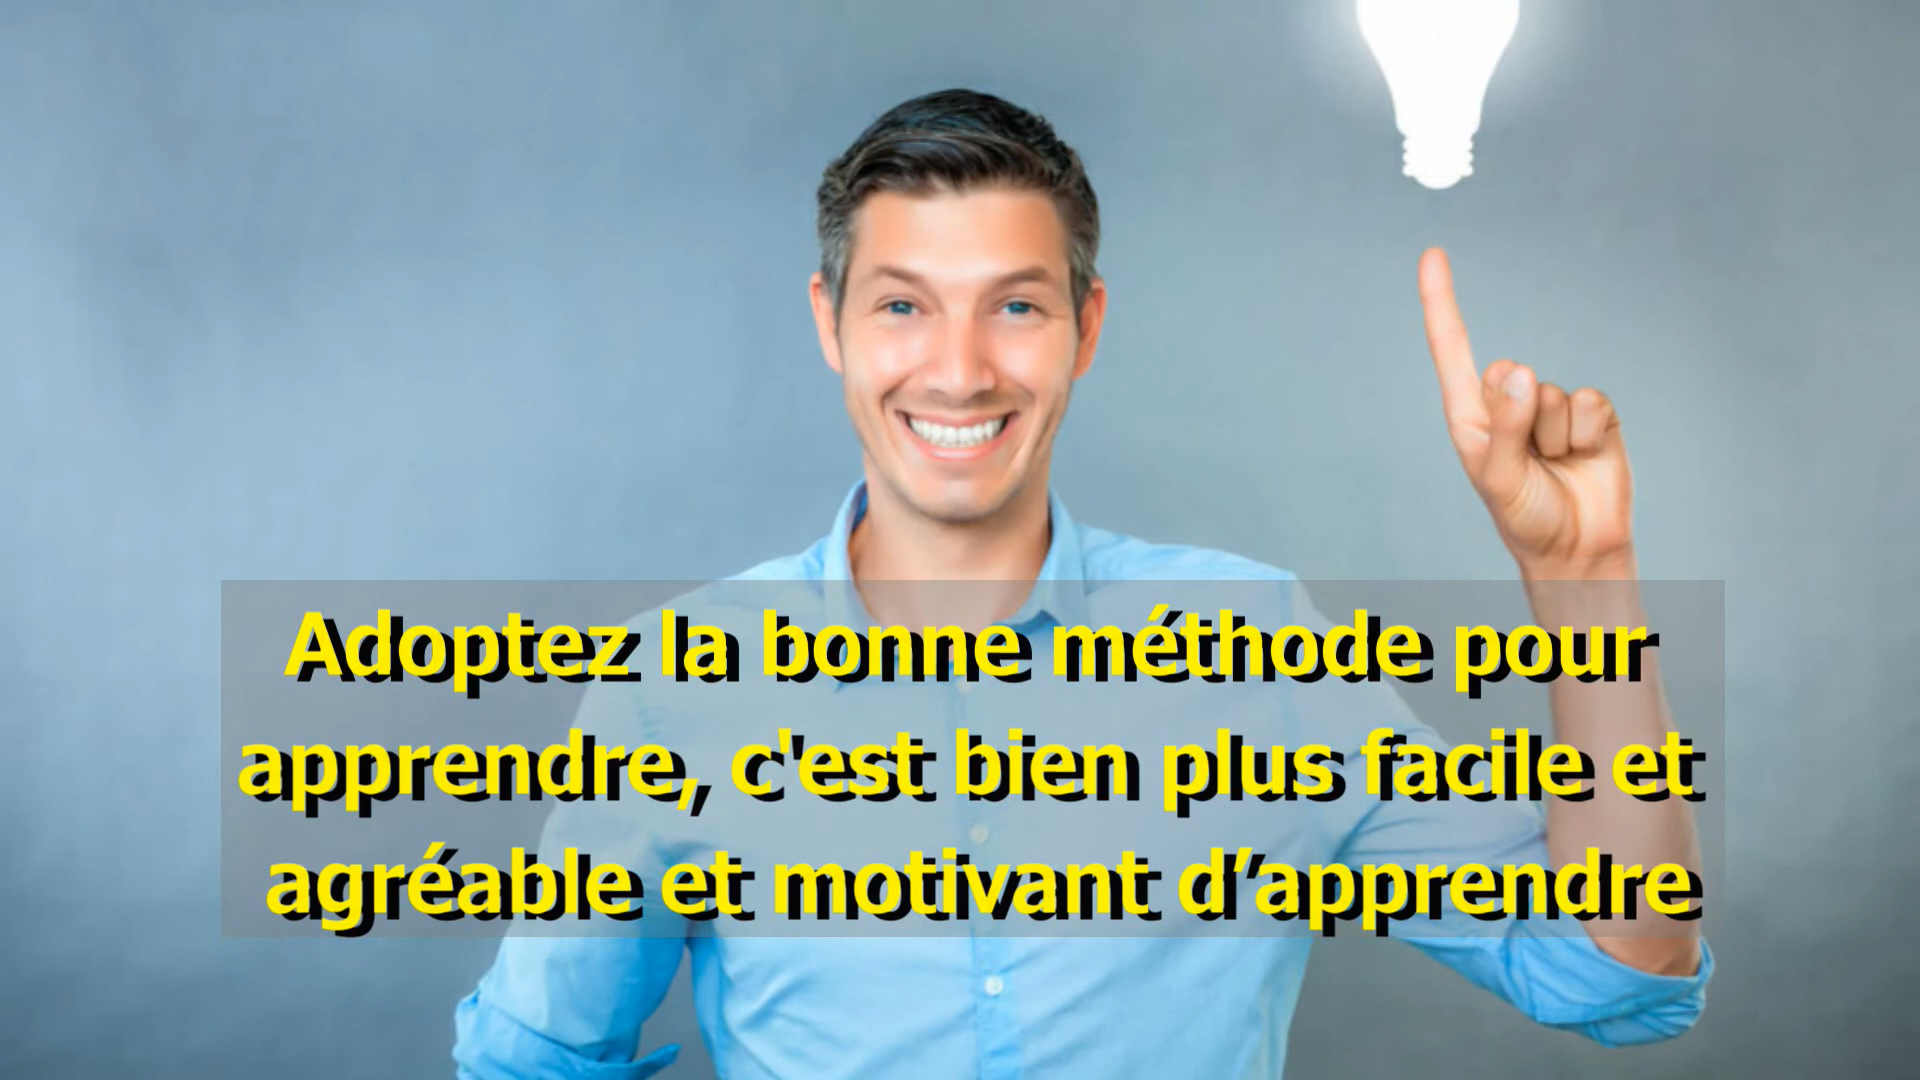 Adoptez la bonne méthode pour
apprendre, c'est bien plus facile et
agréable et motivant d’apprendre